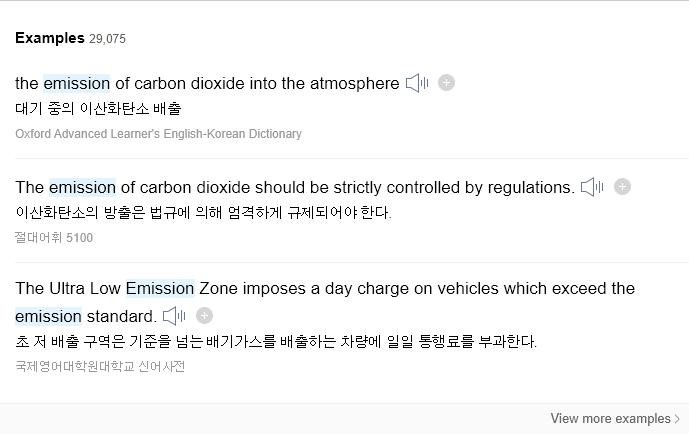 Examples 29,075
the emission of carbon dioxide into the atmosphere
대기 중의 이산화탄소 배출
Oxford Advanced Learner's English-Korean Dictionary
The emission of carbon dioxide should be strictly controlled by regulations.
이산화탄소의 방출은 법규에 의해 엄격하게 규제되어야 한다.
절대어휘 5100
The Ultra Low Emission Zone imposes a day charge on vehicles which exceed the
emission standard.
초 저 배출 구역은 기준을 넘는 배기가스를 배출하는 차량에 일일 통행료를 부과한다.
국제영어대학원대학교 신어사전
View more examples